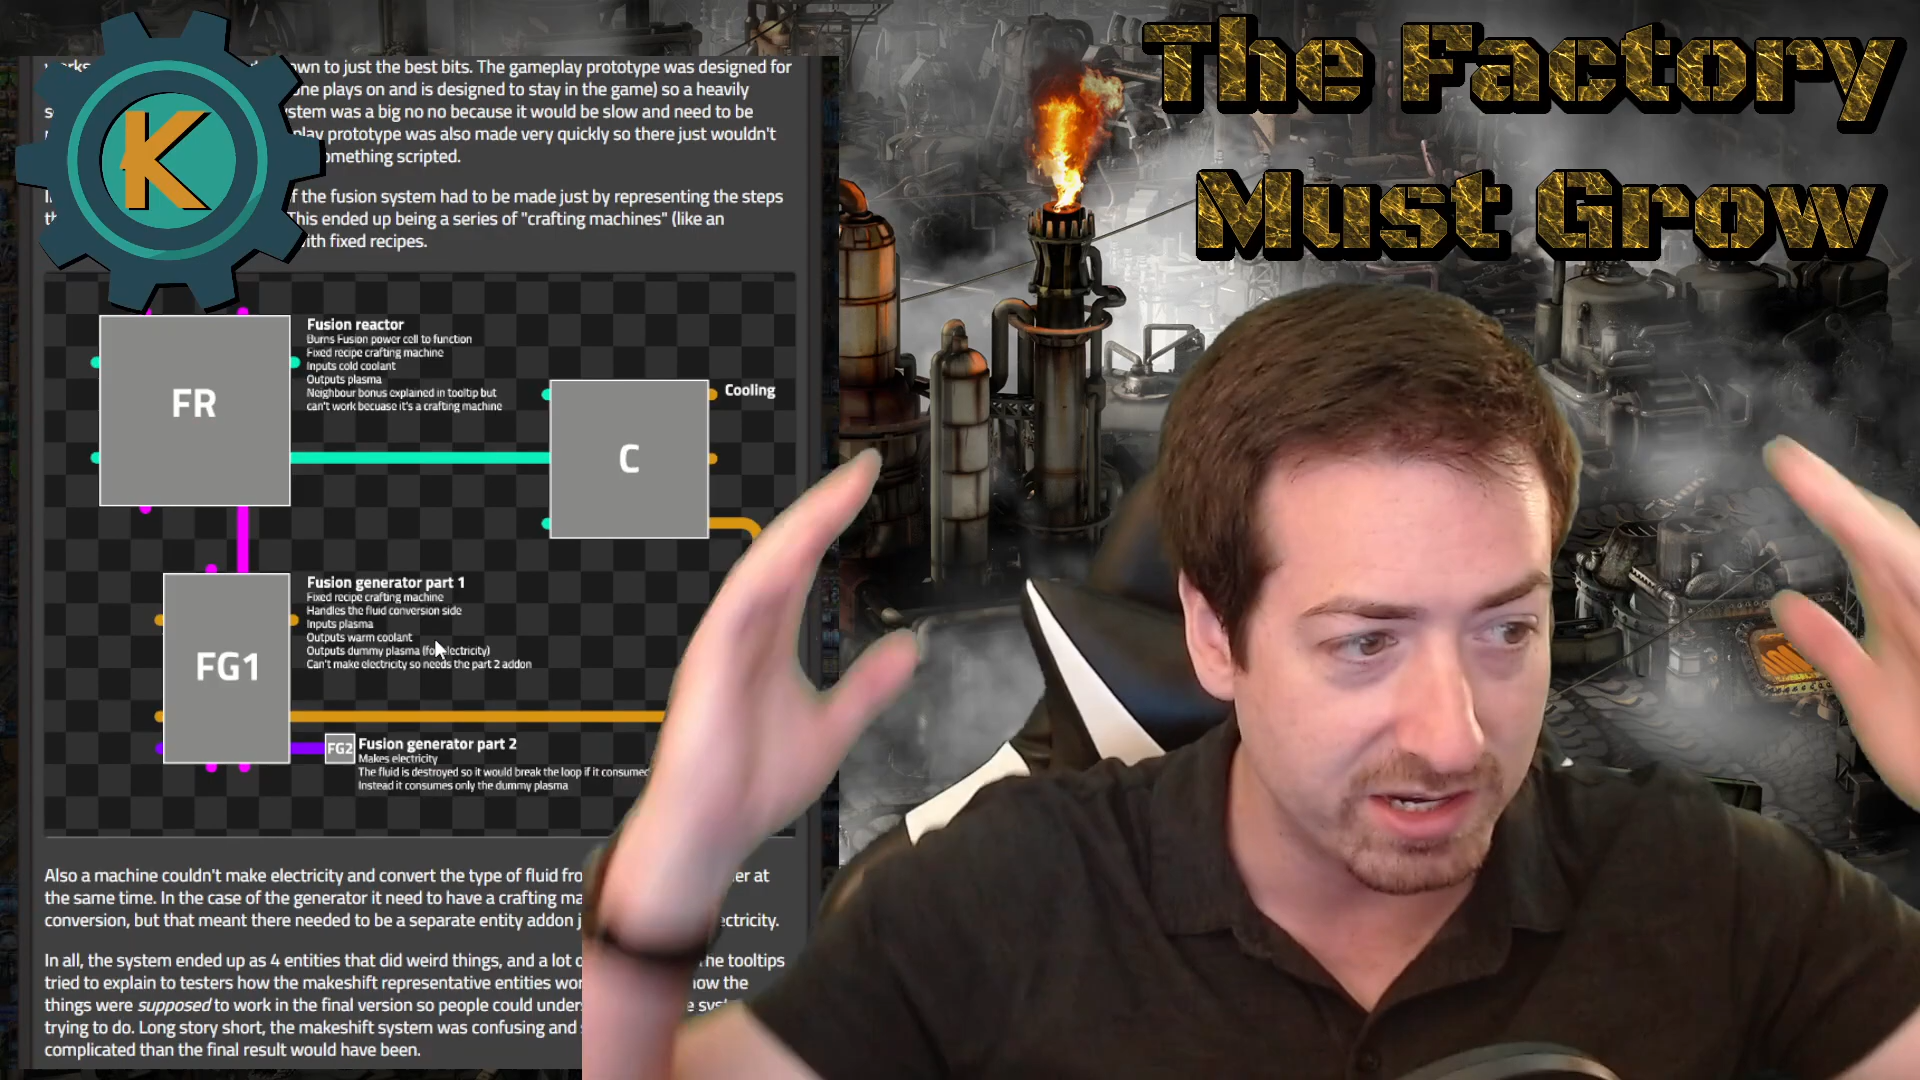 The Factory
Must Grow
K
own to just the best bits. The gameplay prototype was designed for
one plays on and is designed to stay in the game) so a heavily
stem was a big no no because it would be slow and need to be
play prototype was also made very quickly so there just wouldn't
omething scripted.
f the fusion system had to be made just by representing the steps
This ended up being a series of "crafting machines" (like an
ith fixed recipes.
FR
Fusion reactor
Burns Fusion power cell to function
Fixed recipe crafting machine
Inputs cold coolant
Outputs plasma
Neighbour bonus explained in tooltip but
can't work becuase it's a crafting machine
C
Cooling
FG1
Fusion generator part 1
Fixed recipe crafting machine
Handles the fluid conversion side
Inputs plasma
Outputs warm coolant
Outputs dummy plasma (fo electricity)
Can't make electricity so needs the part 2 addon
FG2
Fusion generator part 2
Makes electricity
The fluid is destroyed so it would break the loop if it consumed
Instead it consumes only the dummy plasma
Also a machine couldn't make electricity and convert the type of fluid fro er at
the same time. In the case of the generator it need to have a crafting ma
conversion, but that meant there needed to be a separate entity addon j ectricity.
In all, the system ended up as 4 entities that did weird things, and a lot o he tooltips
tried to explain to testers how the makeshift representative entities wor how the
things were supposed to work in the final version so people could unders e syst
trying to do. Long story short, the makeshift system was confusing and
complicated than the final result would have been.